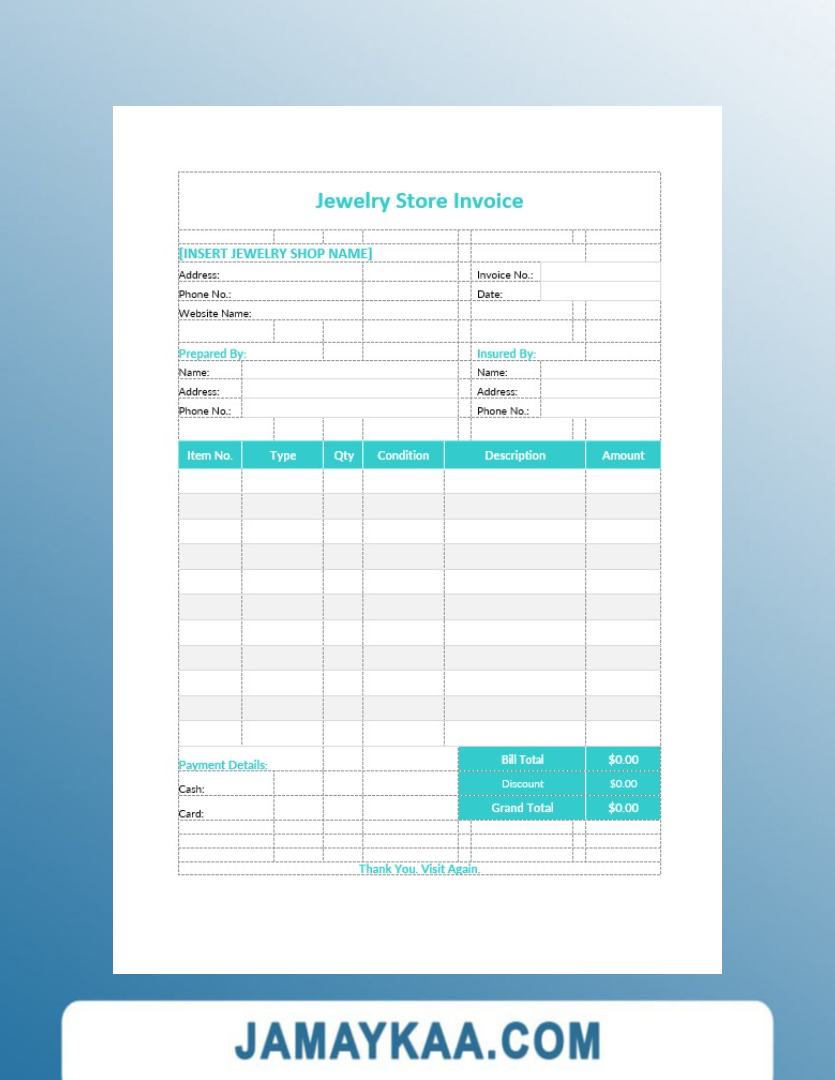 Jewelry Store Invoice
[INSERT JEWELRY SHOP NAME]
Address:
Invoice No.:
Phone No.:
Date:
Website Name:
Prepared By:
Insured By:
Name:
Name:
Address:
Address:
Phone No.:
Phone No.:
Item No. Type Qty Condition Description Amount
Bill Total $0.00
Payment Details:
Discount $0.00
Cash:
Grand Total $0.00
Card:
Thank You. Visit Again.
JAMAYKAA.COM